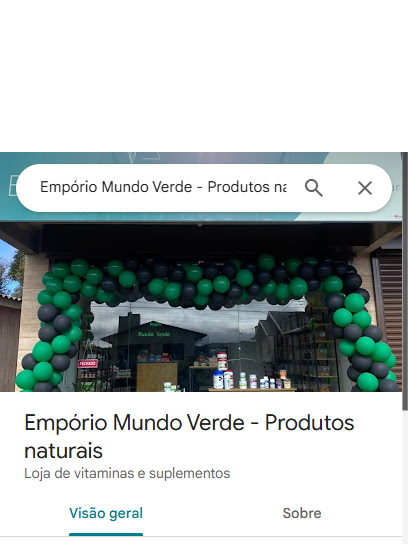 Empório Mundo Verde - Produtos na
Mundo Verde
FECHADO
Empório Mundo Verde - Produtos
naturais
Loja de vitaminas e suplementos
Visão geral
Sobre